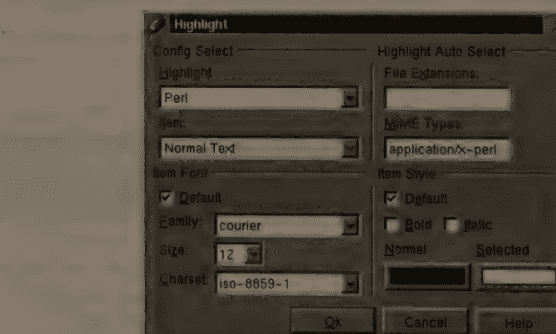 Highlight
Config Select
Highlight
Perl
Item:
Normal Text
Item Font
Default
Family: courier
Size: 12
Charset: iso-8859-1
Highlight Auto Select
File Extensions:
MIME Types:
application/x-perl
Item Style
Default
Bold Italic
Normal Selected
Ok Cancel Help